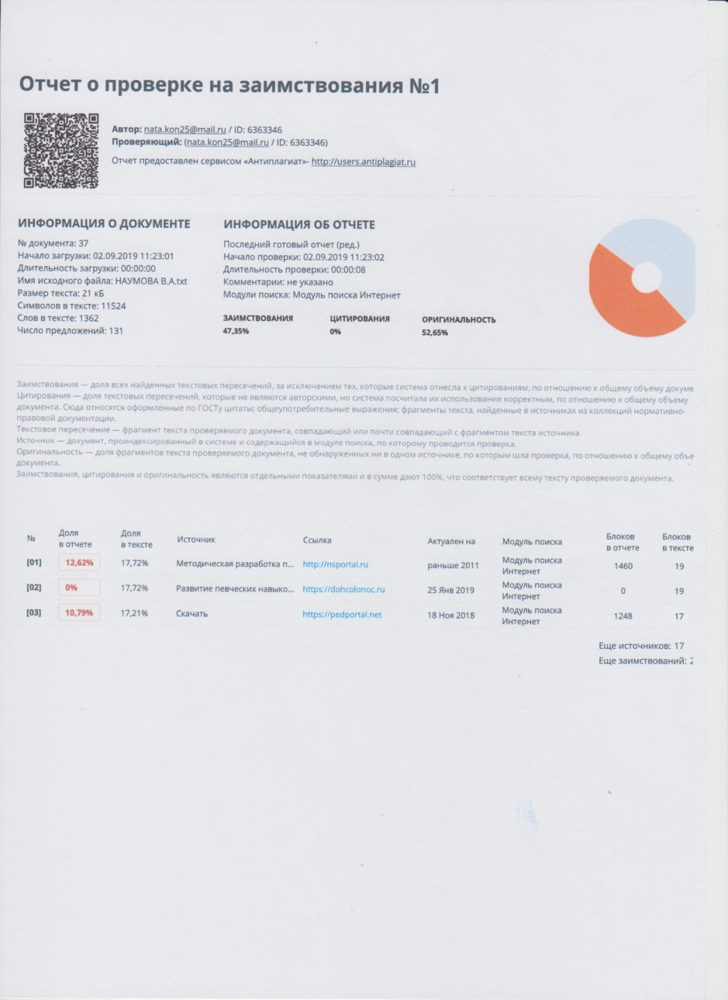 Отчет о проверке на заимствования №1
Автор: nata.kon25@mail.ru / ID: 6363346
Проверяющий: (nata.kon25@mail.ru / ID: 6363346)
Отчет предоставлен сервисом «Антиплагиат»- http://users.antiplagiat.ru
ИНФОРМАЦИЯ О ДОКУМЕНТЕ
№ документа: 37
Начало загрузки: 02.09.2019 11:23:01
Длительность загрузки: 00:00:00
Имя исходного файла: НАУМОВА В.А.txt
Размер текста: 21 кБ
Символов в тексте: 11524
Слов в тексте: 1362
Число предложений: 131
ИНФОРМАЦИЯ ОБ ОТЧЕТЕ
Последний готовый отчет (ред.)
Начало проверки: 02.09.2019 11:23:02
Длительность проверки: 00:00:08
Комментарии: не указано
Модули поиска: Модуль поиска Интернет
ЗАИМСТВОВАНИЯ ЦИТИРОВАНИЯ ОРИГИНАЛЬНОСТЬ
47,35% 0% 52,65%
Заимствования — доля всех найденных текстовых пересечений, за исключением тех, которые система отнесла к цитированиям, по отношению к общему объему докуме
Цитирования — доля текстовых пересечений, которые не являются авторскими, но система посчитала их использование корректным, по отношению к общему объему
документа. Сюда относятся оформленные по ГОСТу цитаты; общеупотребительные выражения; фрагменты текста, найденные в источниках из коллекций нормативно-
правовой документации.
Текстовое пересечение — фрагмент текста проверяемого документа, совпадающий или почти совпадающий с фрагментом текста источника.
Источник — документ, проиндексированный в системе и содержащийся в модуле поиска, по которому проводится проверка.
Оригинальность — доля фрагментов текста проверяемого документа, не обнаруженных ни в одном источнике, по которым шла проверка, по отношению к общему объе
документа.
Заимствования, цитирования и оригинальность являются отдельными показателями и в сумме дают 100%, что соответствует всему тексту проверяемого документа.
№ Доля в отчете Доля в тексте Источник Ссылка Актуален на Модуль поиска Блоков в отчете Блоков в тексте
[01] 12,62% 17,72% Методическая разработка п... http://nsportal.ru раньше 2011 Модуль поиска Интернет 1460 19
[02] 0% 17,72% Развитие певческих навыко... https://dohcolonoc.ru 25 Янв 2019 Модуль поиска Интернет 0 19
[03] 10,79% 17,21% Скачать https://pedportal.net 18 Ноя 2018 Модуль поиска Интернет 1248 17
Еще источников: 17
Еще заимствований: